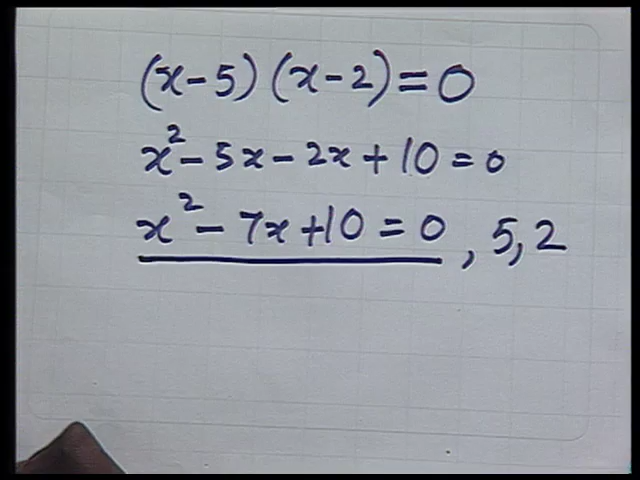 (x-5) (x-2) = 0
x² - 5x - 2x + 10 = 0
x² - 7x + 10 = 0 , 5, 2